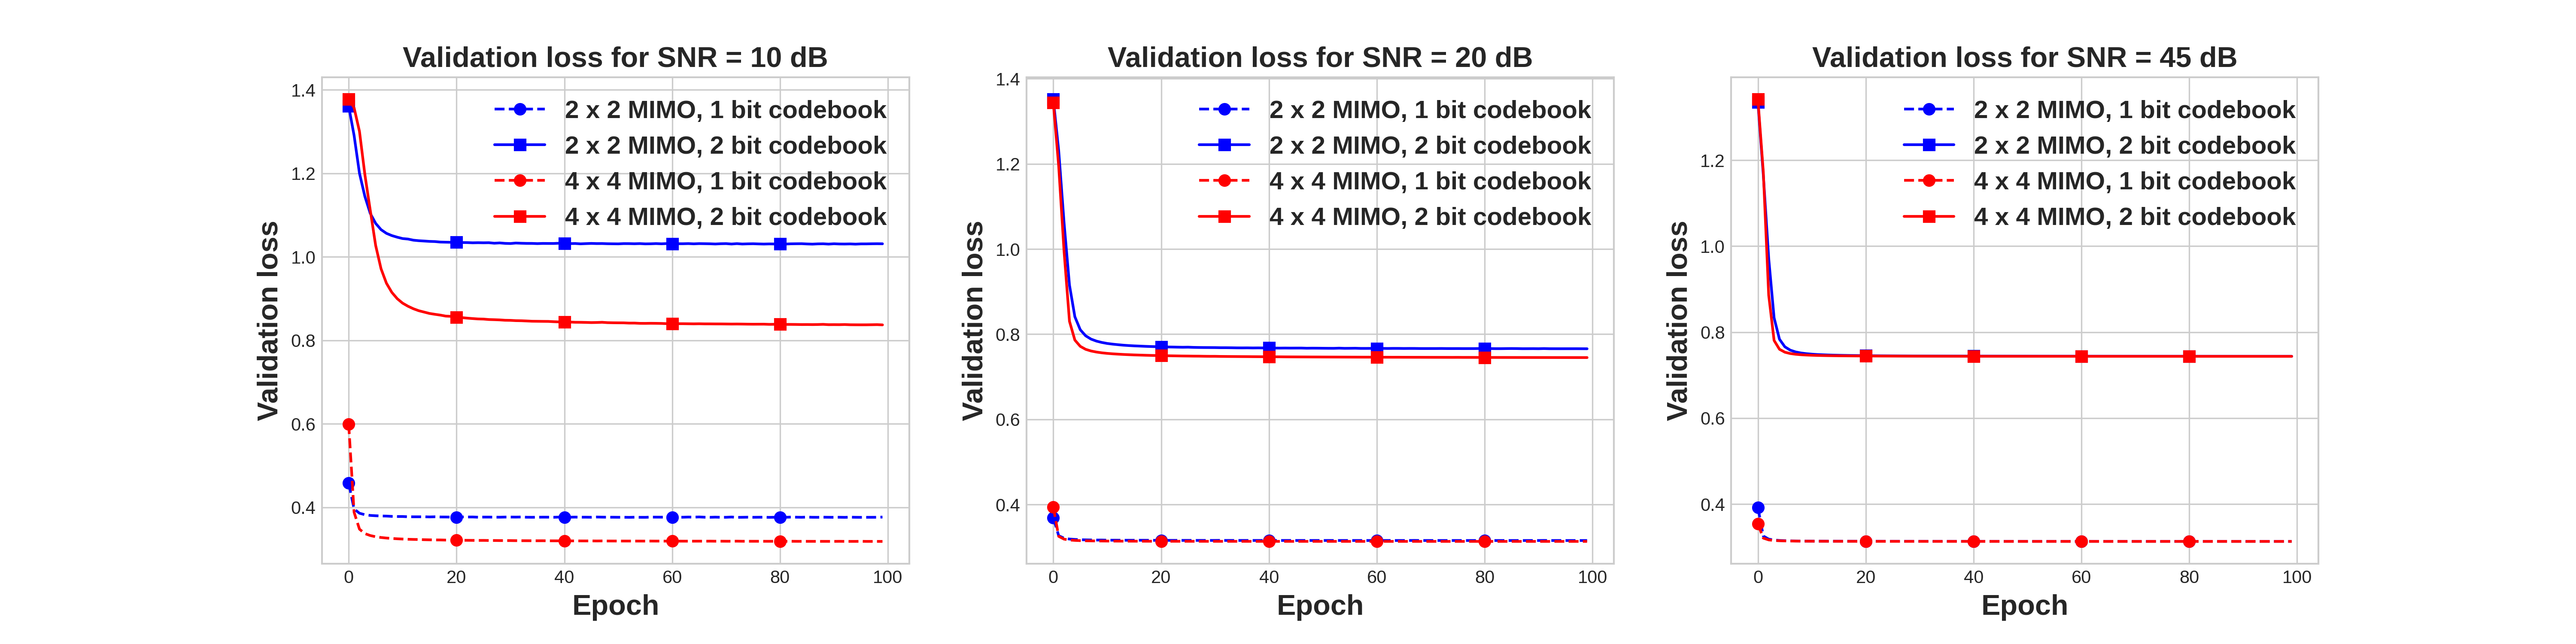 Validation loss for SNR = 10 dB
Validation loss
1.4
1.2
1.0
0.8
0.6
0.4
2 x 2 MIMO, 1 bit codebook
2 x 2 MIMO, 2 bit codebook
4 x 4 MIMO, 1 bit codebook
4 x 4 MIMO, 2 bit codebook
0 20 40 60 80 100
Epoch
Validation loss for SNR = 20 dB
Validation loss
1.4
1.2
1.0
0.8
0.6
0.4
2 x 2 MIMO, 1 bit codebook
2 x 2 MIMO, 2 bit codebook
4 x 4 MIMO, 1 bit codebook
4 x 4 MIMO, 2 bit codebook
0 20 40 60 80 100
Epoch
Validation loss for SNR = 45 dB
Validation loss
1.2
1.0
0.8
0.6
0.4
2 x 2 MIMO, 1 bit codebook
2 x 2 MIMO, 2 bit codebook
4 x 4 MIMO, 1 bit codebook
4 x 4 MIMO, 2 bit codebook
0 20 40 60 80 100
Epoch